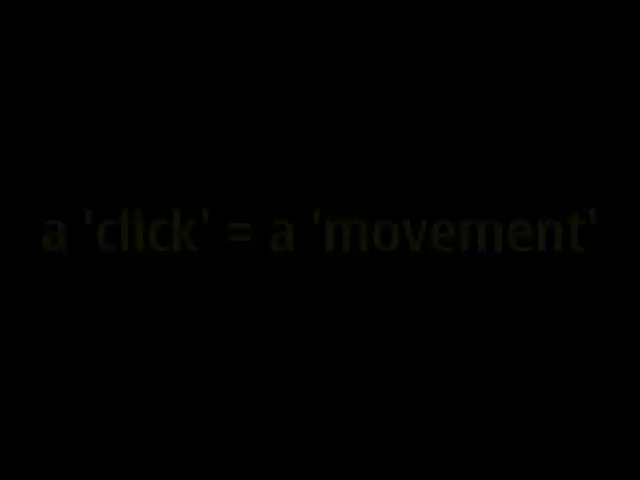 a 'click' = a 'movement'